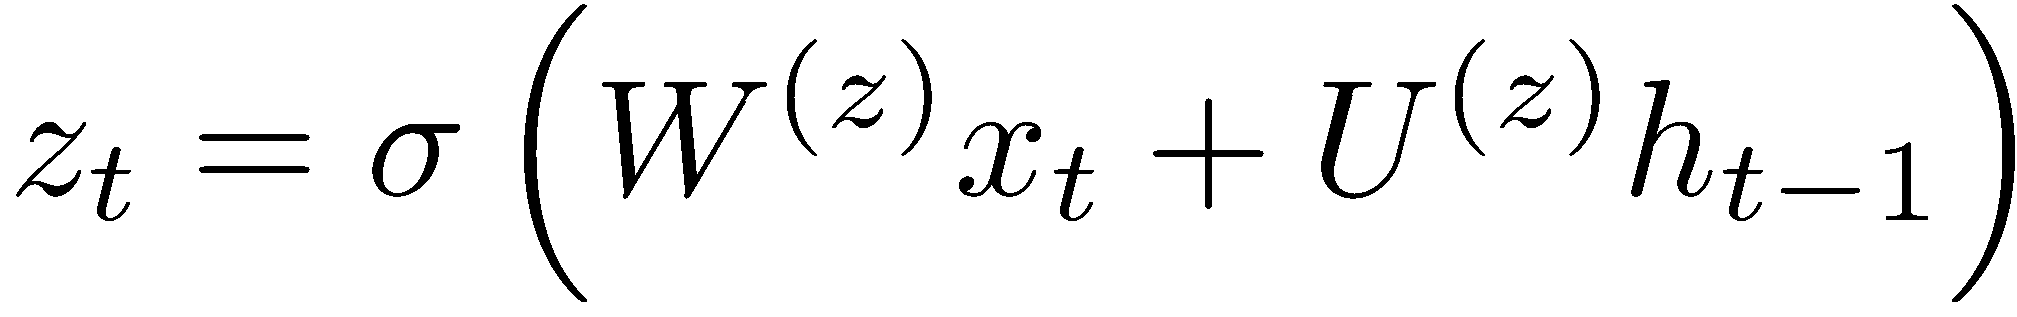 z_t = σ (W^{(z)} x_t + U^{(z)} h_{t-1})